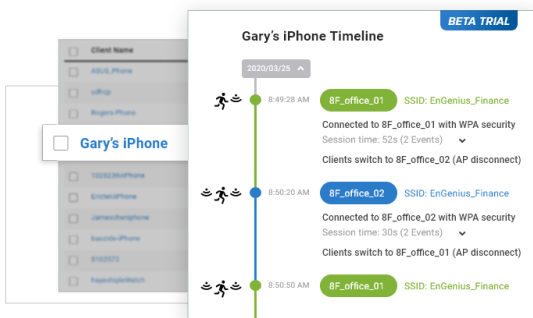 BETA TRIAL
Gary's iPhone Timeline
2020/03/25
Client Name
ASUS_Phone
udhcp
Rogers-Phone
Gary's iPhone
8:49:28 AM 8F_office_01 SSID: EnGenius_Finance
Connected to 8F_office_01 with WPA security
Session time: 52s (2 Events)
Clients switch to 8F_office_02 (AP disconnect)
8:50:20 AM 8F_office_02 SSID: EnGenius_Finance
Connected to 8F_office_02 with WPA security
Session time: 30s (2 Events)
Clients switch to 8F_office_01 (AP disconnect)
8:50:50 AM 8F_office_01 SSID: EnGenius_Finance